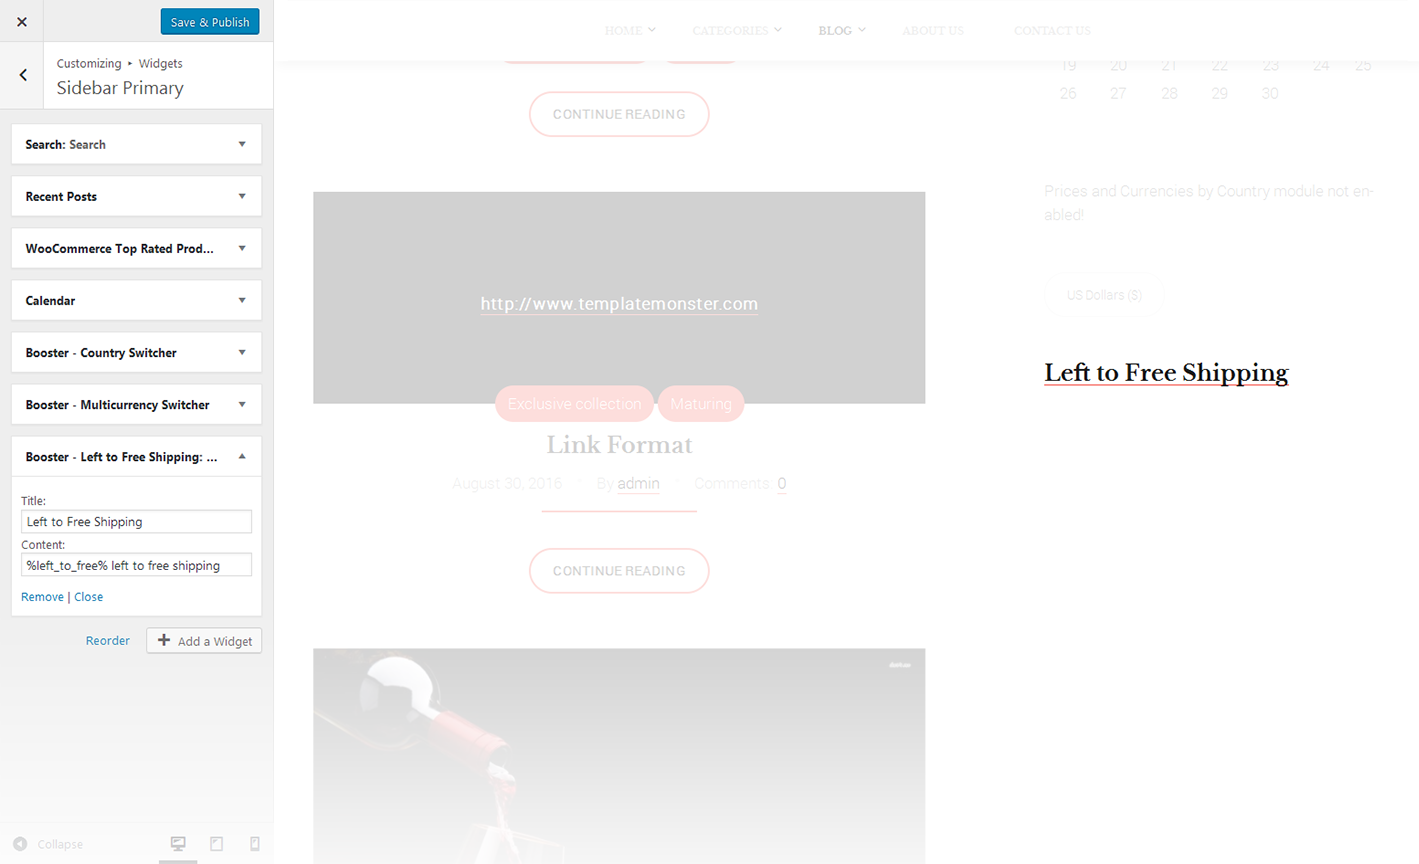 Save & Publish
Customizing ▸ Widgets
Sidebar Primary
Search: Search
Recent Posts
WooCommerce Top Rated Prod...
Calendar
Booster - Country Switcher
Booster - Multicurrency Switcher
Booster - Left to Free Shipping: ...
Title:
Left to Free Shipping
Content:
%left_to_free% left to free shipping
Remove | Close
Reorder
Add a Widget
Collapse
HOME CATEGORIES BLOG ABOUT US CONTACT US
CONTINUE READING
http://www.templatemonster.com
Exclusive collection Maturing
Link Format
August 30, 2016 By admin Comments: 0
CONTINUE READING
19 20 21 22 23 24 25
26 27 28 29 30
Prices and Currencies by Country module not en-
abled!
US Dollars ($)
Left to Free Shipping